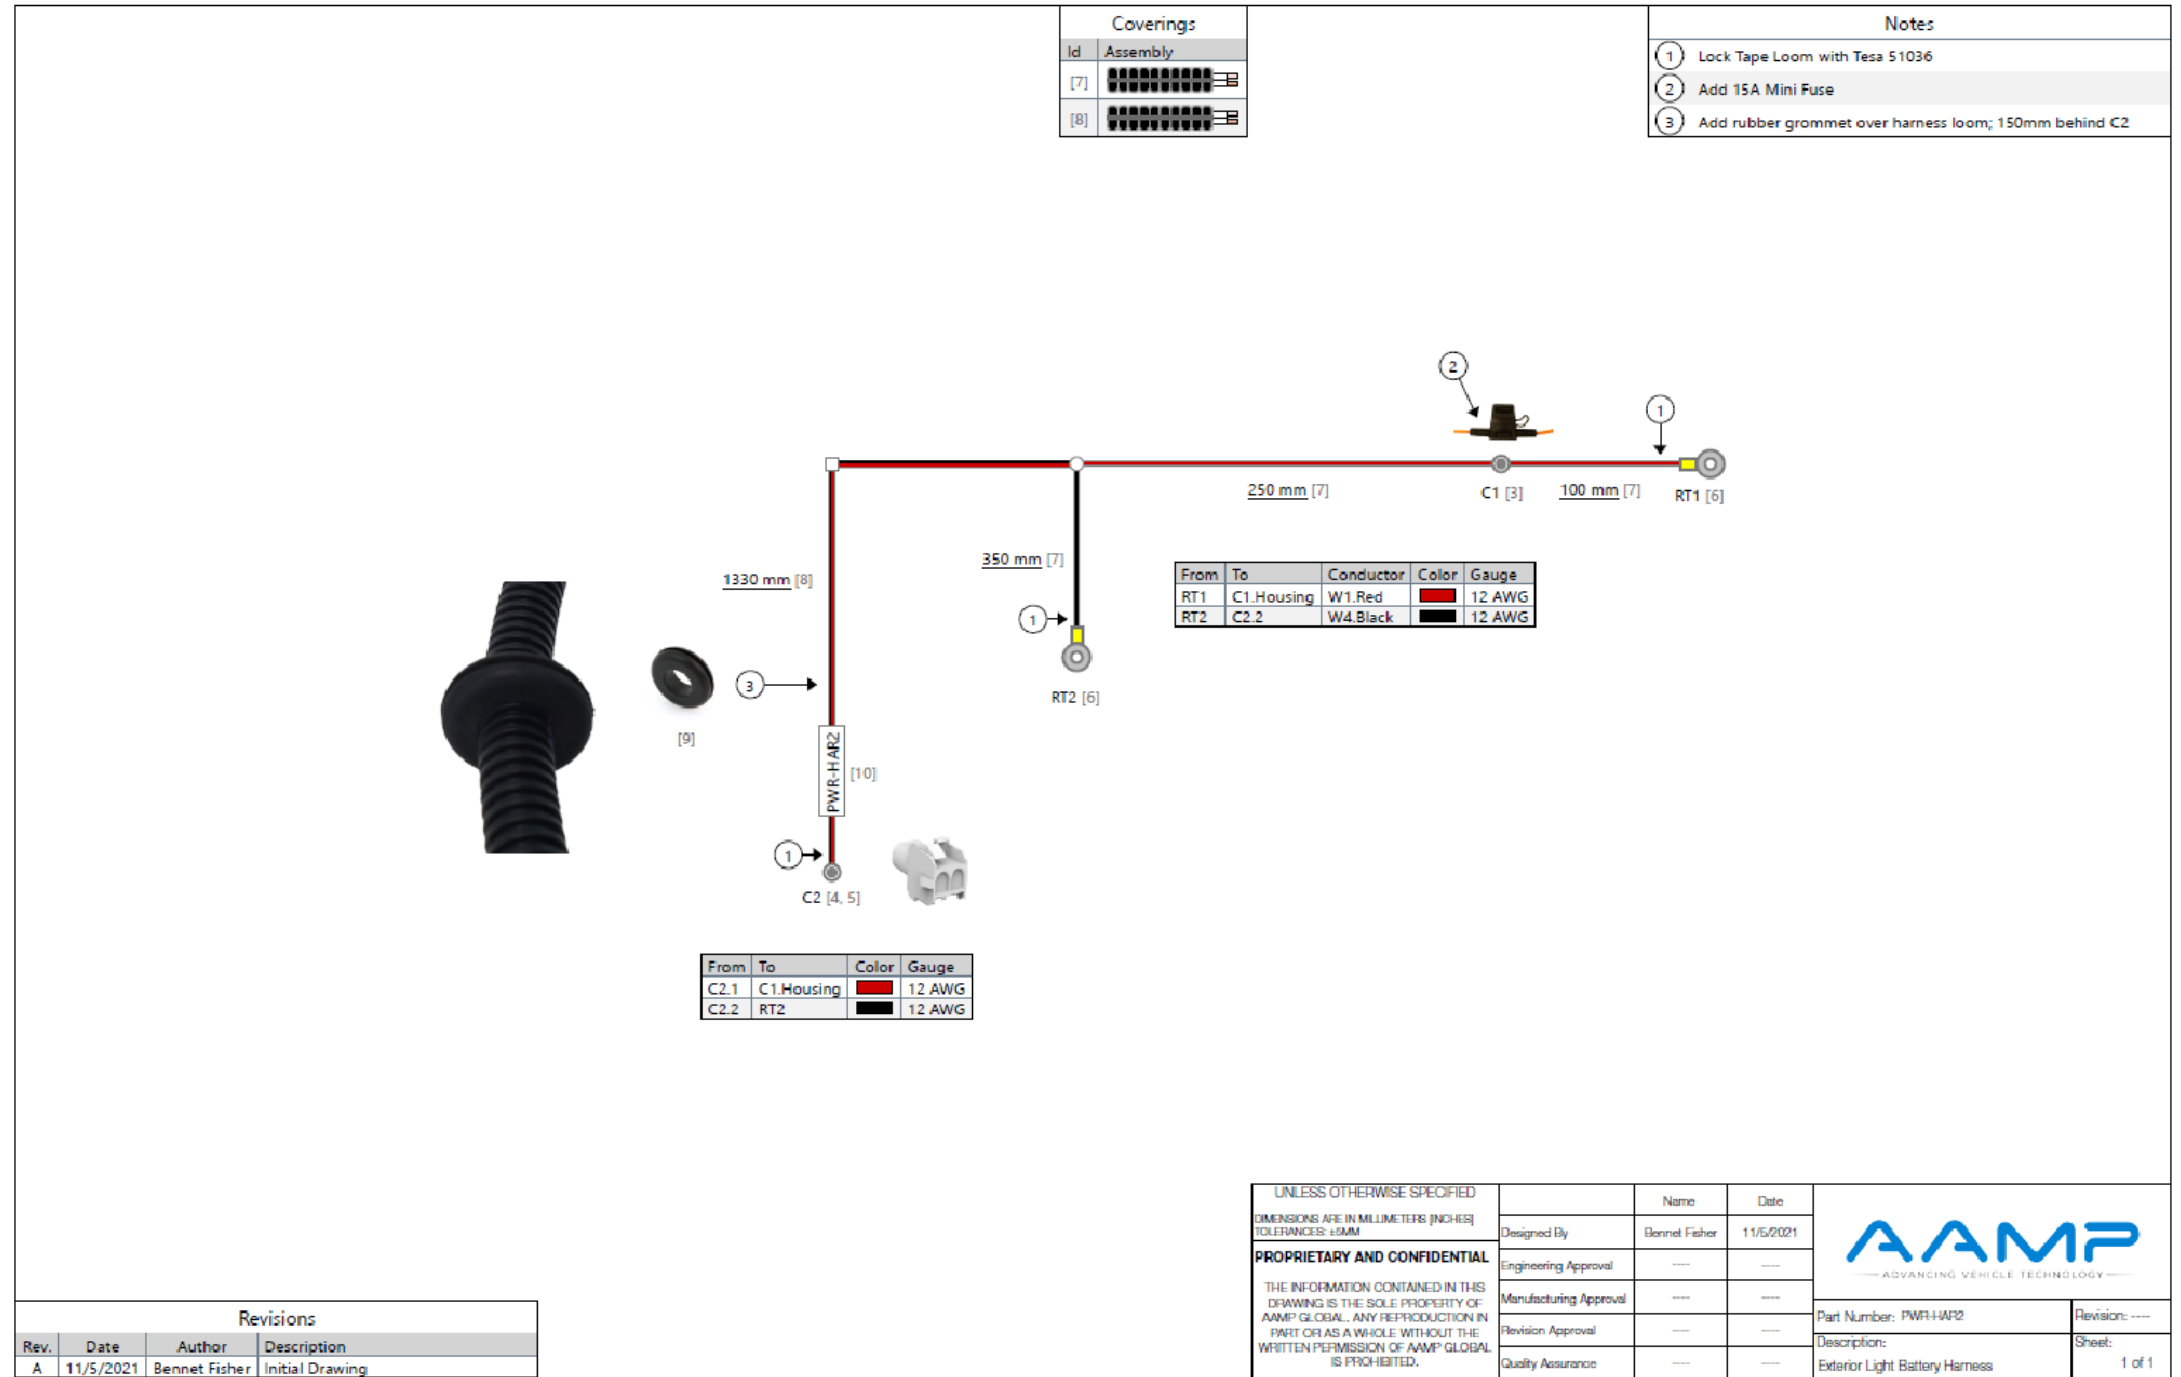 Coverings
Id Assembly
[7]
[8]
Notes
1 Lock Tape Loom with Tesa 51036
2 Add 15A Mini Fuse
3 Add rubber grommet over harness loom; 150mm behind C2
2
1
250 mm [7]
C1 [3]
100 mm [7]
RT1 [6]
350 mm [7]
1330 mm [8]
From To Conductor Color Gauge
RT1 C1.Housing W1.Red 12 AWG
RT2 C2.2 W4.Black 12 AWG
1
RT2 [6]
3
[9]
PWR-HAR2
[10]
1
C2 [4, 5]
From To Color Gauge
C2.1 C1.Housing 12 AWG
C2.2 RT2 12 AWG
UNLESS OTHERWISE SPECIFIED
DIMENSIONS ARE IN MILLIMETERS [INCHES]
TOLERANCES: ±5MM
PROPRIETARY AND CONFIDENTIAL
THE INFORMATION CONTAINED IN THIS
DRAWING IS THE SOLE PROPERTY OF
AAMP GLOBAL. ANY REPRODUCTION IN
PART OR AS A WHOLE WITHOUT THE
WRITTEN PERMISSION OF AAMP GLOBAL
IS PROHIBITED.
Name Date
Designed By Bennet Fisher 11/5/2021
Engineering Approval ---- ----
Manufacturing Approval ---- ----
Revision Approval ---- ----
Quality Assurance ---- ----
AAMP
ADVANCING VEHICLE TECHNOLOGY
Part Number: PWR-HAR2
Revision: ----
Description:
Exterior Light Battery Harness
Sheet:
1 of 1
Revisions
Rev. Date Author Description
A 11/5/2021 Bennet Fisher Initial Drawing